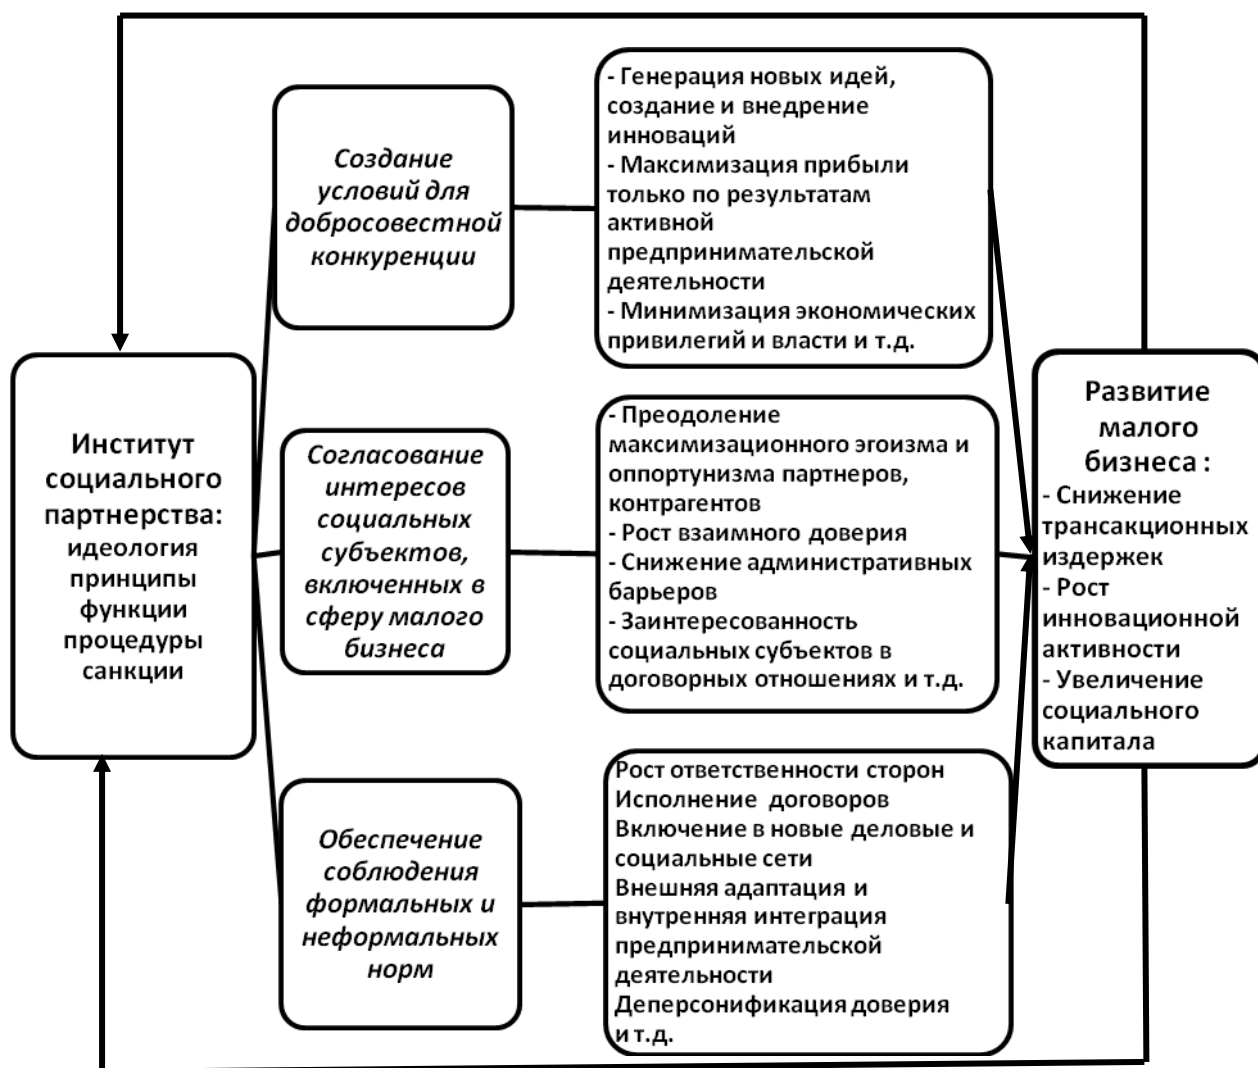 Институт
социального
партнерства:
идеология
принципы
функции
процедуры
санкции
Создание
условий для
добросовестной
конкуренции
- Генерация новых идей,
создание и внедрение
инноваций
- Максимизация прибыли
только по результатам
активной
предпринимательской
деятельности
- Минимизация экономических
привилегий и власти и т.д.
Согласование
интересов
социальных
субъектов,
включенных в
сферу малого
бизнеса
- Преодоление
максимизационного эгоизма и
оппортунизма партнеров,
контрагентов
- Рост взаимного доверия
- Снижение административных
барьеров
- Заинтересованность
социальных субъектов в
договорных отношениях и т.д.
Обеспечение
соблюдения
формальных и
неформальных
норм
Рост ответственности сторон
Исполнение договоров
Включение в новые деловые и
социальные сети
Внешняя адаптация и
внутренняя интеграция
предпринимательской
деятельности
Деперсонификация доверия
и т.д.
Развитие
малого
бизнеса :
- Снижение
трансакционных
издержек
- Рост
инновационной
активности
- Увеличение
социального
капитала